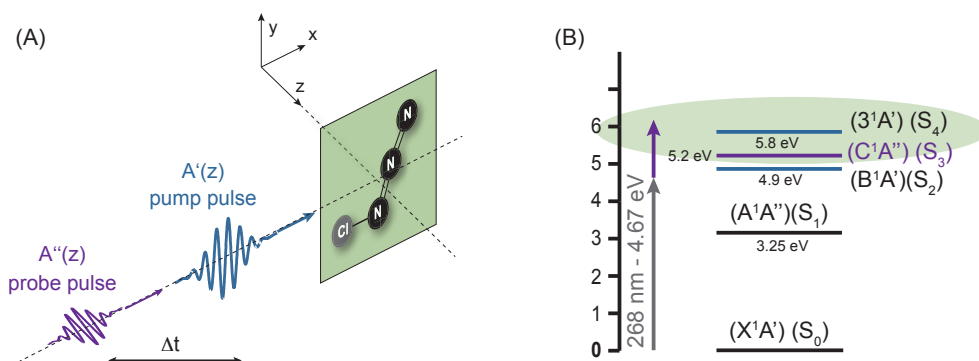 (A)
y
x
z
N
N
N
Cl
A'(z)
pump pulse
A''(z)
probe pulse
Δt
(B)
6
5
4
3
2
1
0
268 nm - 4.67 eV
(3¹A') (S₄)
5.8 eV
5.2 eV
(C¹A'') (S₃)
4.9 eV
(B¹A')(S₂)
(A¹A'')(S₁)
3.25 eV
(X¹A') (S₀)